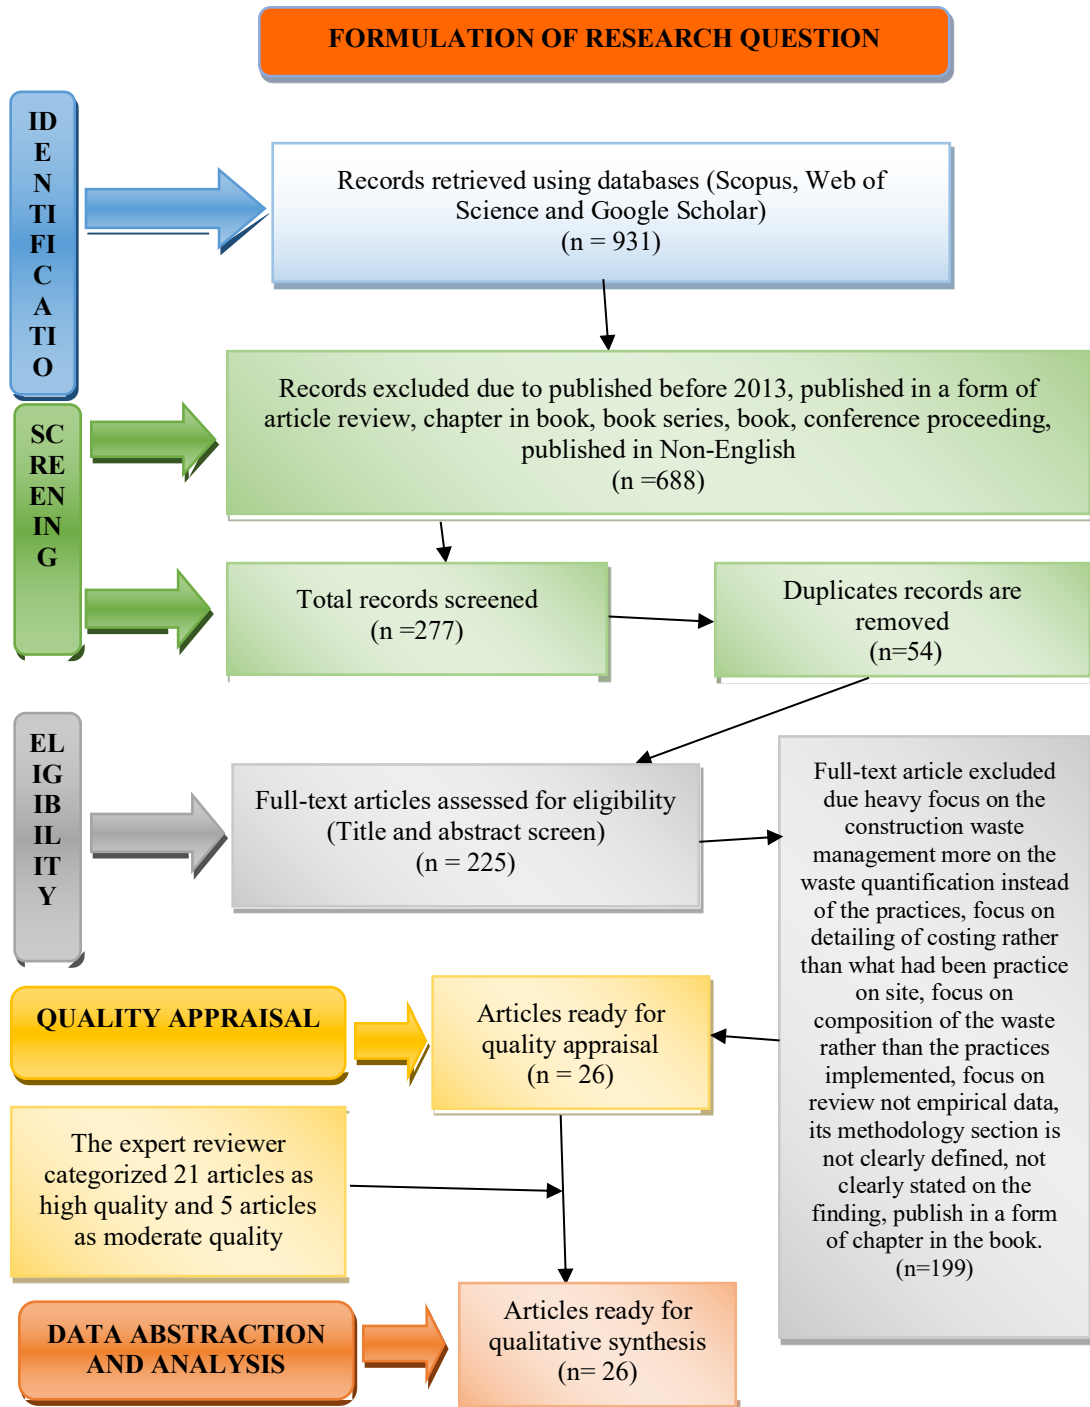 FORMULATION OF RESEARCH QUESTION
ID
E
N
TI
FI
C
A
TI
O
Records retrieved using databases (Scopus, Web of
Science and Google Scholar)
(n = 931)
SC
RE
EN
IN
G
Records excluded due to published before 2013, published in a form of
article review, chapter in book, book series, book, conference proceeding,
published in Non-English
(n =688)
Total records screened
(n =277)
Duplicates records are
removed
(n=54)
EL
IG
IB
IL
IT
Y
Full-text articles assessed for eligibility
(Title and abstract screen)
(n = 225)
Full-text article excluded
due heavy focus on the
construction waste
management more on the
waste quantification instead
of the practices, focus on
detailing of costing rather
than what had been practice
on site, focus on
composition of the waste
rather than the practices
implemented, focus on
review not empirical data,
its methodology section is
not clearly defined, not
clearly stated on the
finding, publish in a form
of chapter in the book.
(n=199)
QUALITY APPRAISAL
Articles ready for
quality appraisal
(n = 26)
The expert reviewer
categorized 21 articles as
high quality and 5 articles
as moderate quality
DATA ABSTRACTION
AND ANALYSIS
Articles ready for
qualitative synthesis
(n= 26)